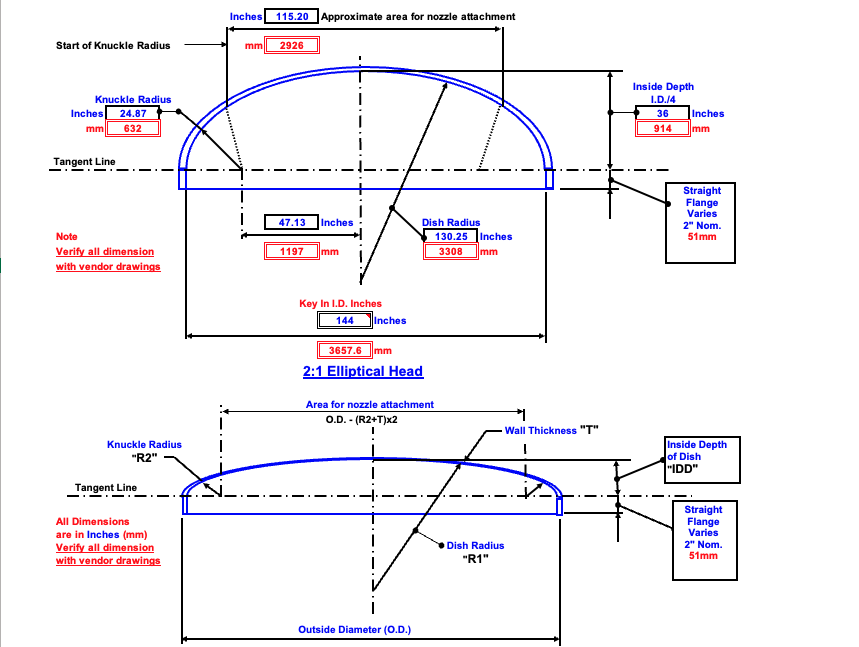 Inches 115.20 Approximate area for nozzle attachment
Start of Knuckle Radius
mm 2926
Knuckle Radius
Inches 24.87
mm 632
Inside Depth
I.D./4
36 Inches
914 mm
Tangent Line
Straight
Flange
Varies
2" Nom.
51mm
47.13 Inches
1197 mm
Dish Radius
130.25 Inches
3308 mm
Note
Verify all dimension
with vendor drawings
Key In I.D. Inches
144 Inches
3657.6 mm
2:1 Elliptical Head
Area for nozzle attachment
O.D. - (R2+T)x2
Wall Thickness "T"
Knuckle Radius
"R2"
Inside Depth
of Dish
"IDD"
Tangent Line
Straight
Flange
Varies
2" Nom.
51mm
All Dimensions
are in Inches (mm)
Verify all dimension
with vendor drawings
Dish Radius
"R1"
Outside Diameter (O.D.)